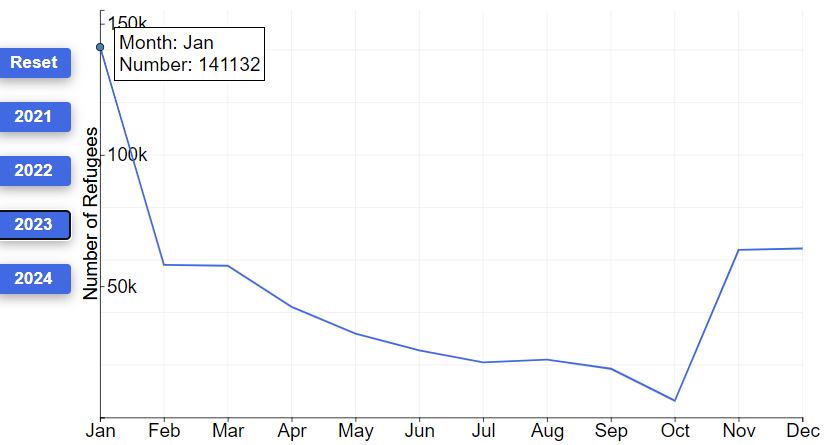 Reset
2021
2022
2023
2024
Number of Refugees
150k
100k
50k
Month: Jan
Number: 141132
Jan Feb Mar Apr May Jun Jul Aug Sep Oct Nov Dec